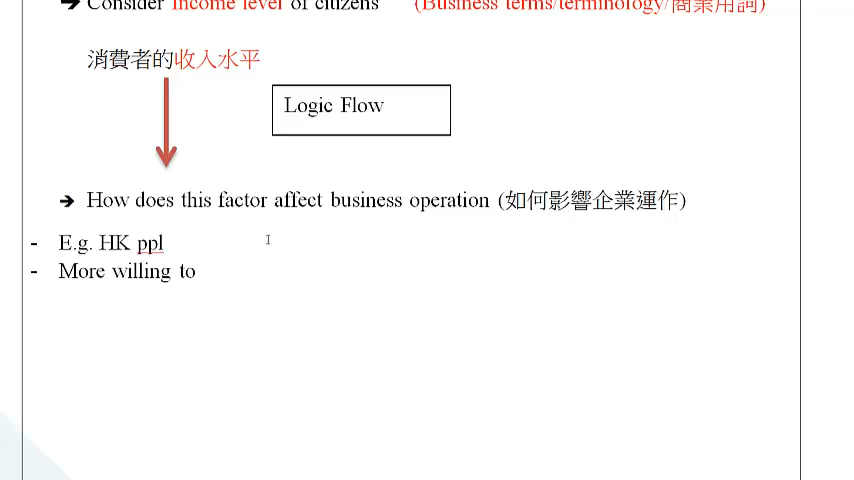 ➔ Consider Income level of citizens (Business terms/terminology/商業用詞)
消費者的收入水平
Logic Flow
➔ How does this factor affect business operation (如何影響企業運作)
- E.g. HK ppl
- More willing to